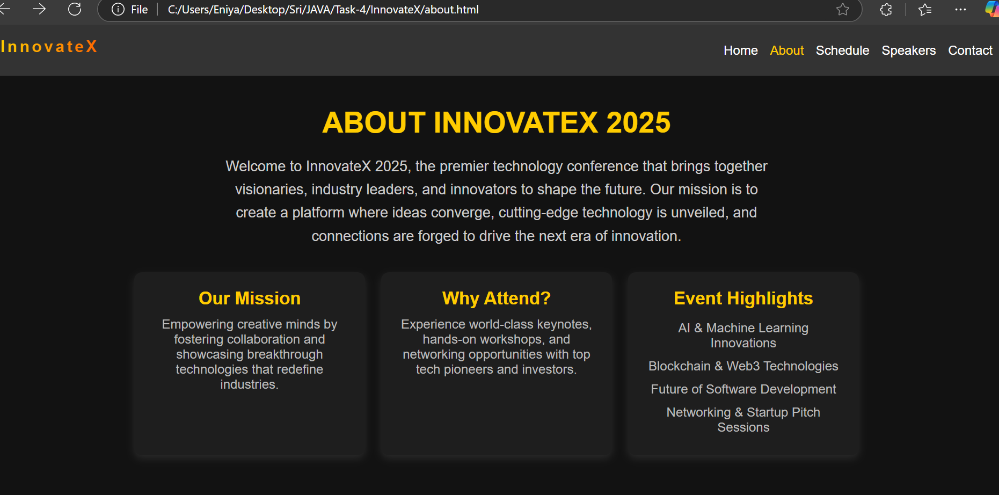 File
C:/Users/Eniya/Desktop/Sri/JAVA/Task-4/InnovateX/about.html
InnovateX
Home About Schedule Speakers Contact
ABOUT INNOVATEX 2025
Welcome to InnovateX 2025, the premier technology conference that brings together
visionaries, industry leaders, and innovators to shape the future. Our mission is to
create a platform where ideas converge, cutting-edge technology is unveiled, and
connections are forged to drive the next era of innovation.
Our Mission
Empowering creative minds by
fostering collaboration and
showcasing breakthrough
technologies that redefine
industries.
Why Attend?
Experience world-class keynotes,
hands-on workshops, and
networking opportunities with top
tech pioneers and investors.
Event Highlights
AI & Machine Learning
Innovations
Blockchain & Web3 Technologies
Future of Software Development
Networking & Startup Pitch
Sessions